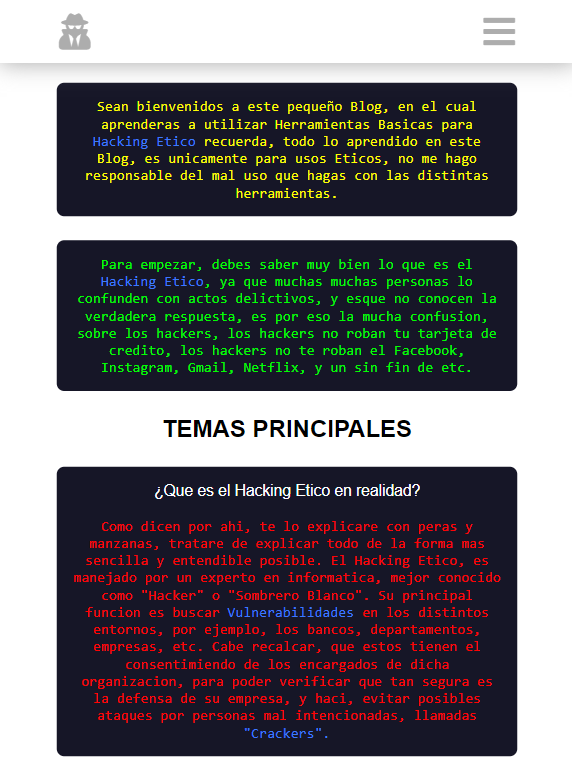 Sean bienvenidos a este pequeño Blog, en el cual
aprenderas a utilizar Herramientas Basicas para
Hacking Etico recuerda, todo lo aprendido en este
Blog, es unicamente para usos Eticos, no me hago
responsable del mal uso que hagas con las distintas
herramientas.
Para empezar, debes saber muy bien lo que es el
Hacking Etico, ya que muchas muchas personas lo
confunden con actos delictivos, y esque no conocen la
verdadera respuesta, es por eso la mucha confusion,
sobre los hackers, los hackers no roban tu tarjeta de
credito, los hackers no te roban el Facebook,
Instagram, Gmail, Netflix, y un sin fin de etc.
TEMAS PRINCIPALES
¿Que es el Hacking Etico en realidad?
Como dicen por ahi, te lo explicare con peras y
manzanas, tratare de explicar todo de la forma mas
sencilla y entendible posible. El Hacking Etico, es
manejado por un experto en informatica, mejor conocido
como "Hacker" o "Sombrero Blanco". Su principal
funcion es buscar Vulnerabilidades en los distintos
entornos, por ejemplo, los bancos, departamentos,
empresas, etc. Cabe recalcar, que estos tienen el
consentimiendo de los encargados de dicha
organizacion, para poder verificar que tan segura es
la defensa de su empresa, y haci, evitar posibles
ataques por personas mal intencionadas, llamadas
"Crackers".